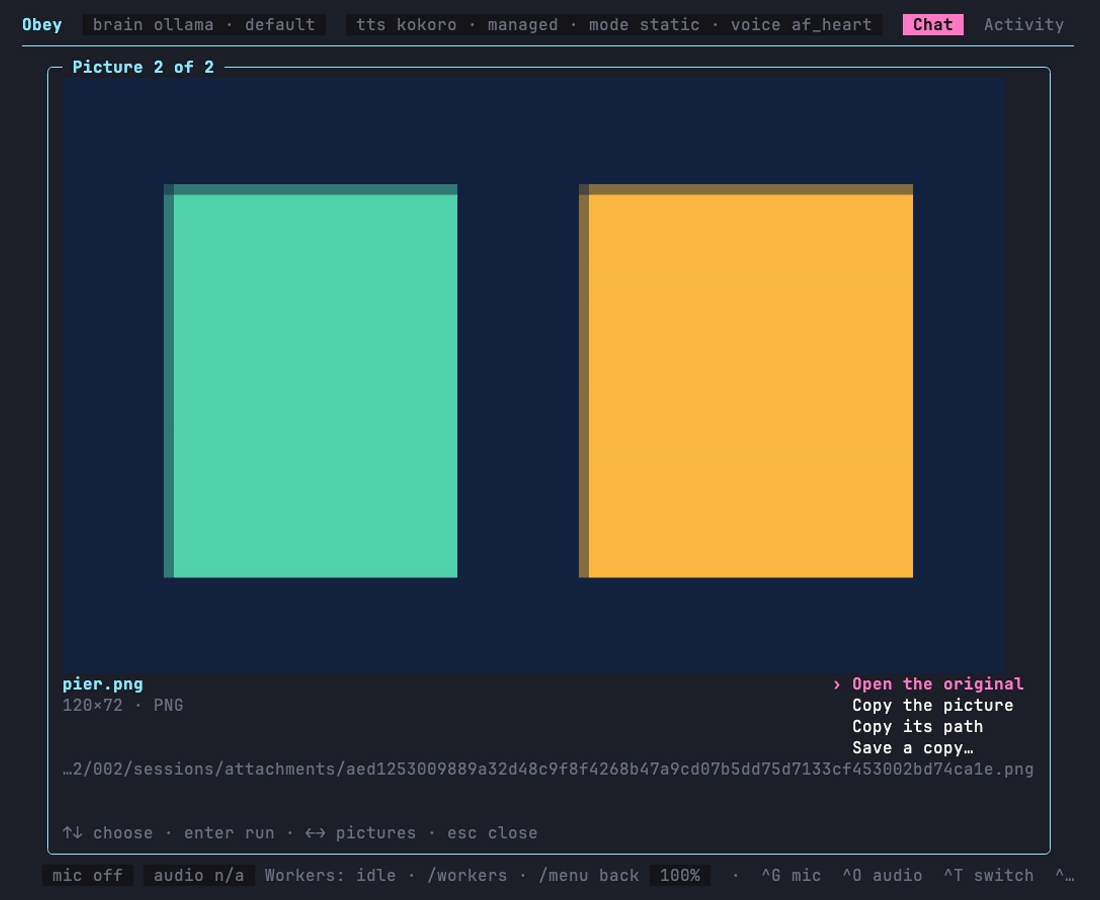 Obey brain ollama · default tts kokoro · managed · mode static · voice af_heart Chat Activity
Picture 2 of 2
pier.png
120×72 · PNG
› Open the original
Copy the picture
Copy its path
Save a copy…
…2/002/sessions/attachments/aed1253009889a32d48c9f8f4268b47a9cd07b5dd75d7133cf453002bd74ca1e.png
↑↓ choose · enter run · ↔ pictures · esc close
mic off audio n/a Workers: idle · /workers · /menu back 100% · ^G mic ^O audio ^T switch ^…